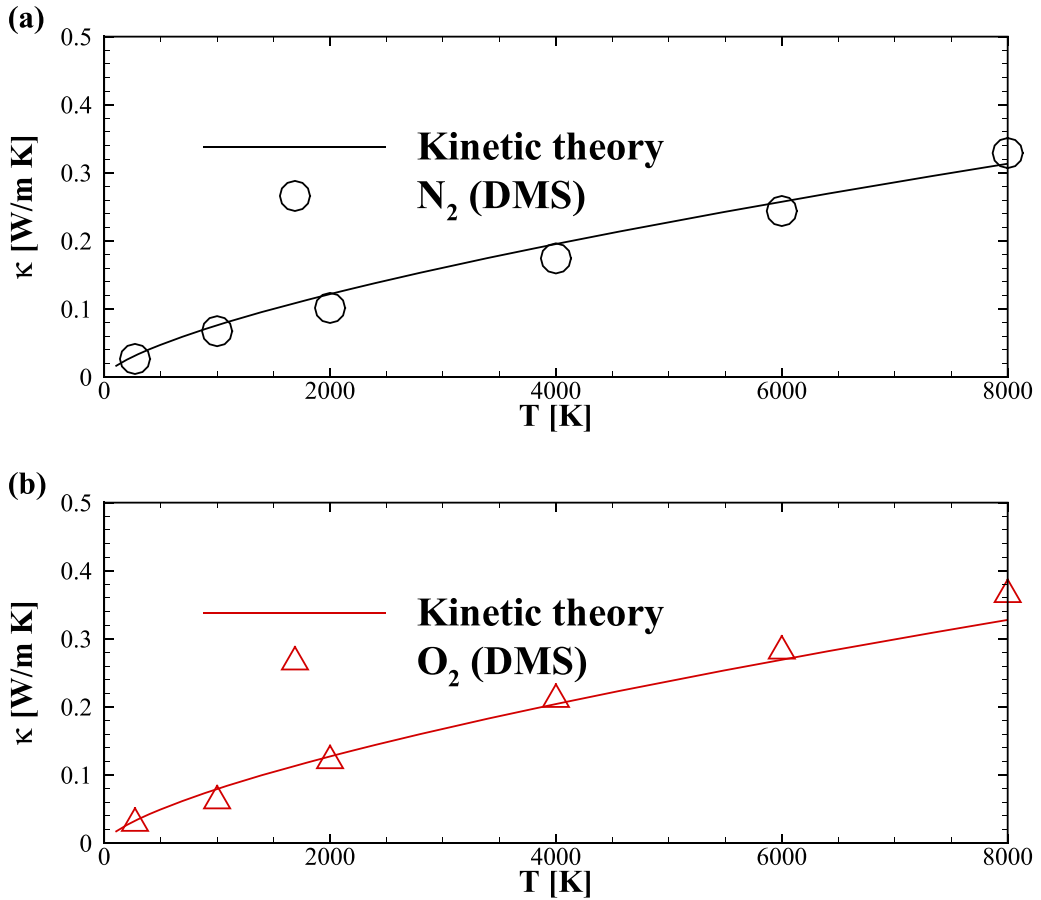 (a)
0.5
0.4
0.3
0.2
0.1
0
κ [W/m K]
Kinetic theory
N₂ (DMS)
0 2000 4000 6000 8000
T [K]
(b)
0.5
0.4
0.3
0.2
0.1
0
κ [W/m K]
Kinetic theory
O₂ (DMS)
0 2000 4000 6000 8000
T [K]